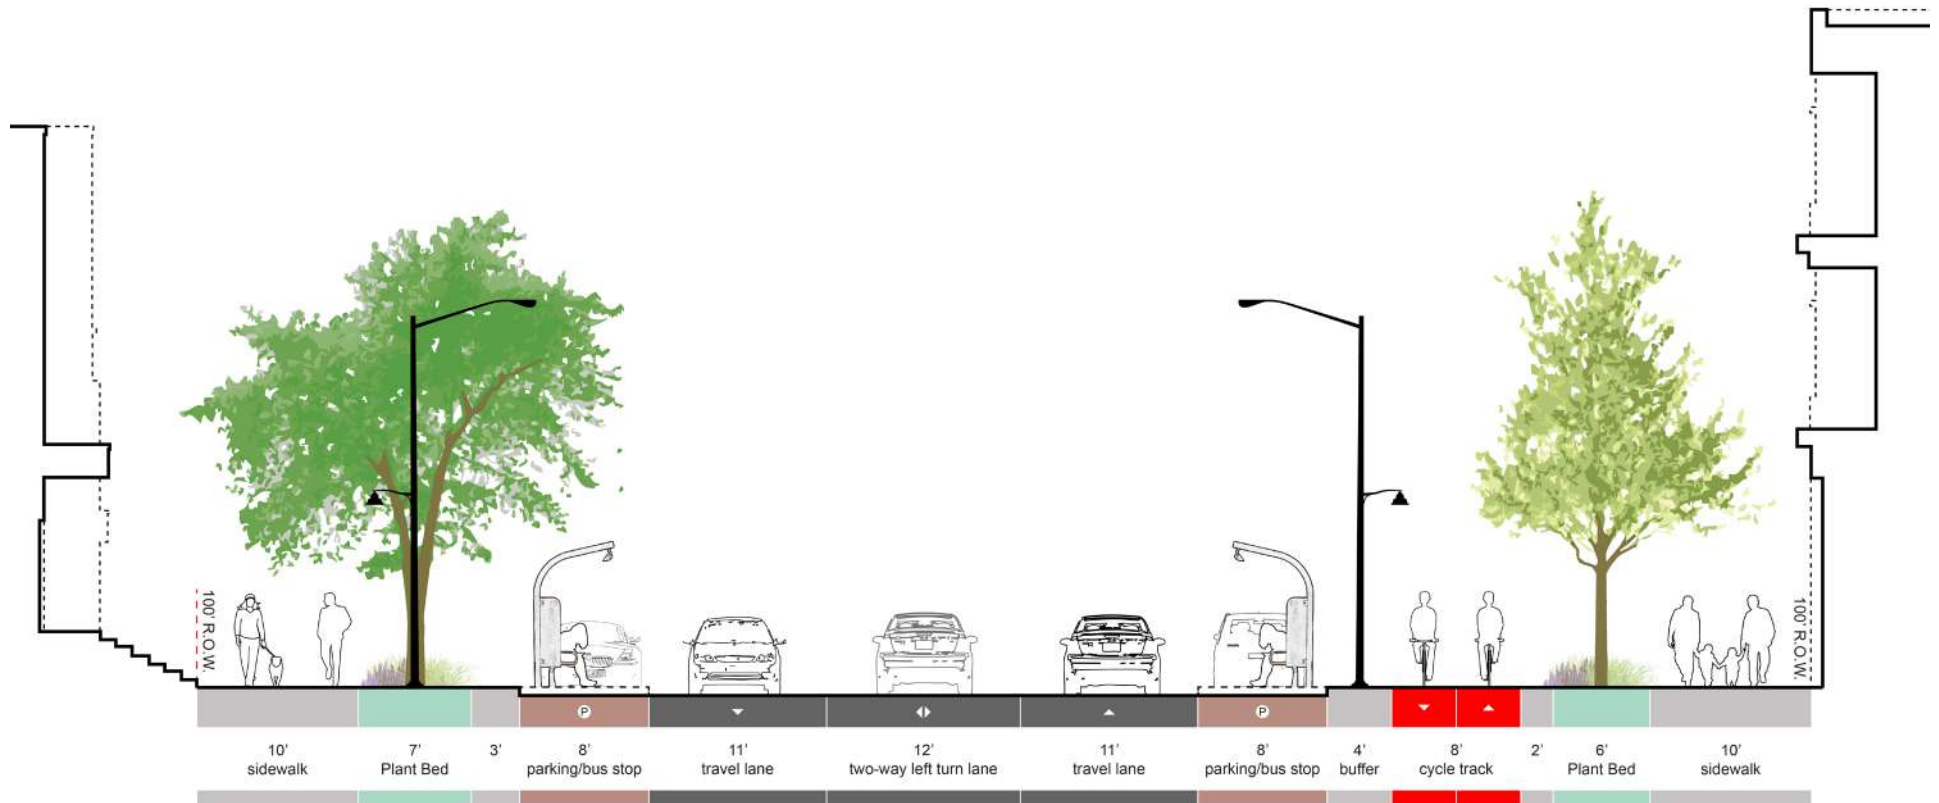 100' R.O.W.
100' R.O.W.
P
P
10' 7' 3' 8' 11' 12' 11' 8' 4' 8' 2' 6' 10'
sidewalk Plant Bed parking/bus stop travel lane two-way left turn lane travel lane parking/bus stop buffer cycle track Plant Bed sidewalk